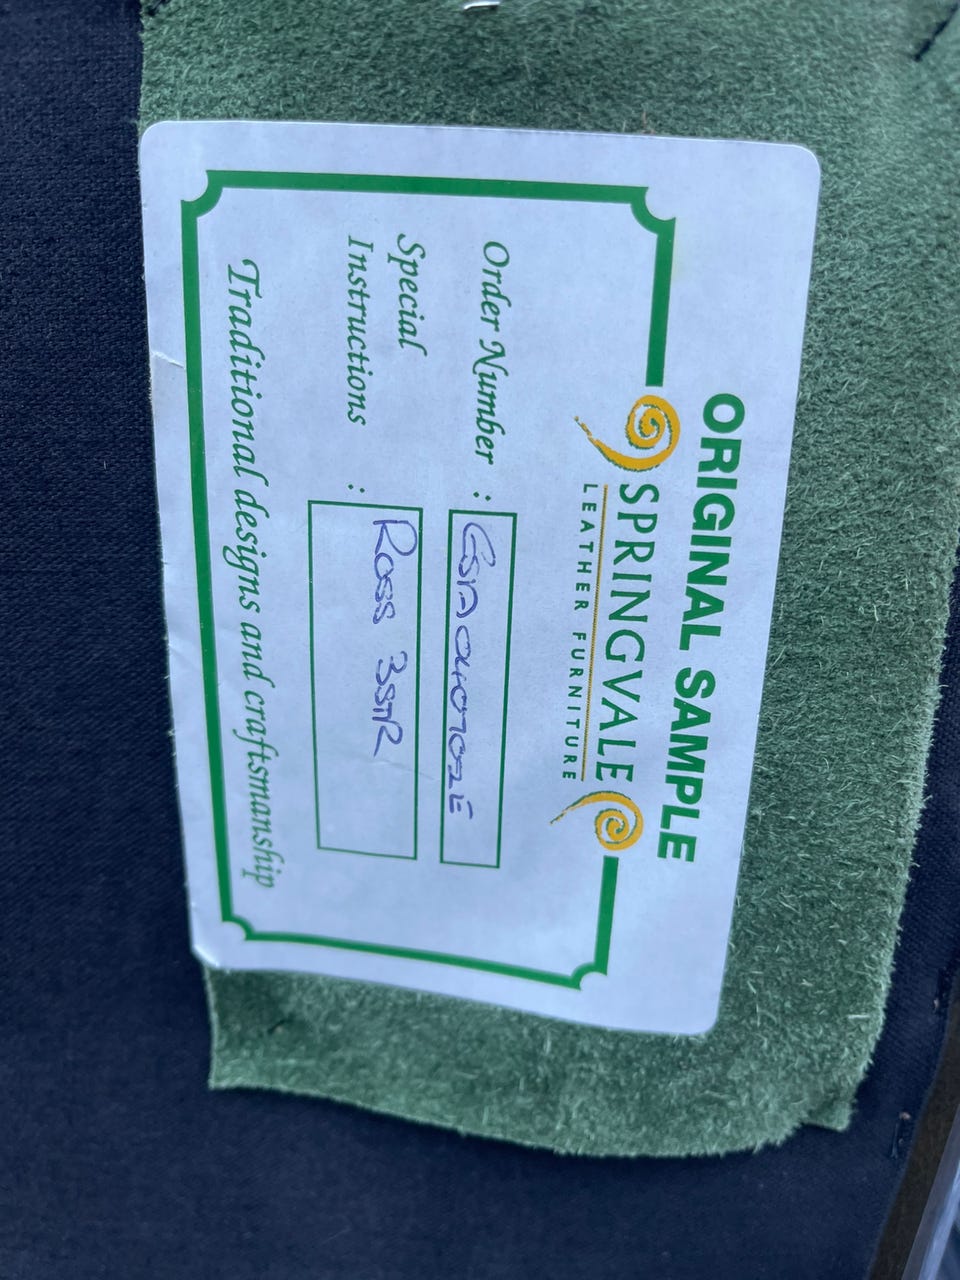 ORIGINAL SAMPLE
SPRINGVALE
LEATHER FURNITURE
Order Number :
Special
Instructions : ROSS 3STR
Traditional designs and craftsmanship